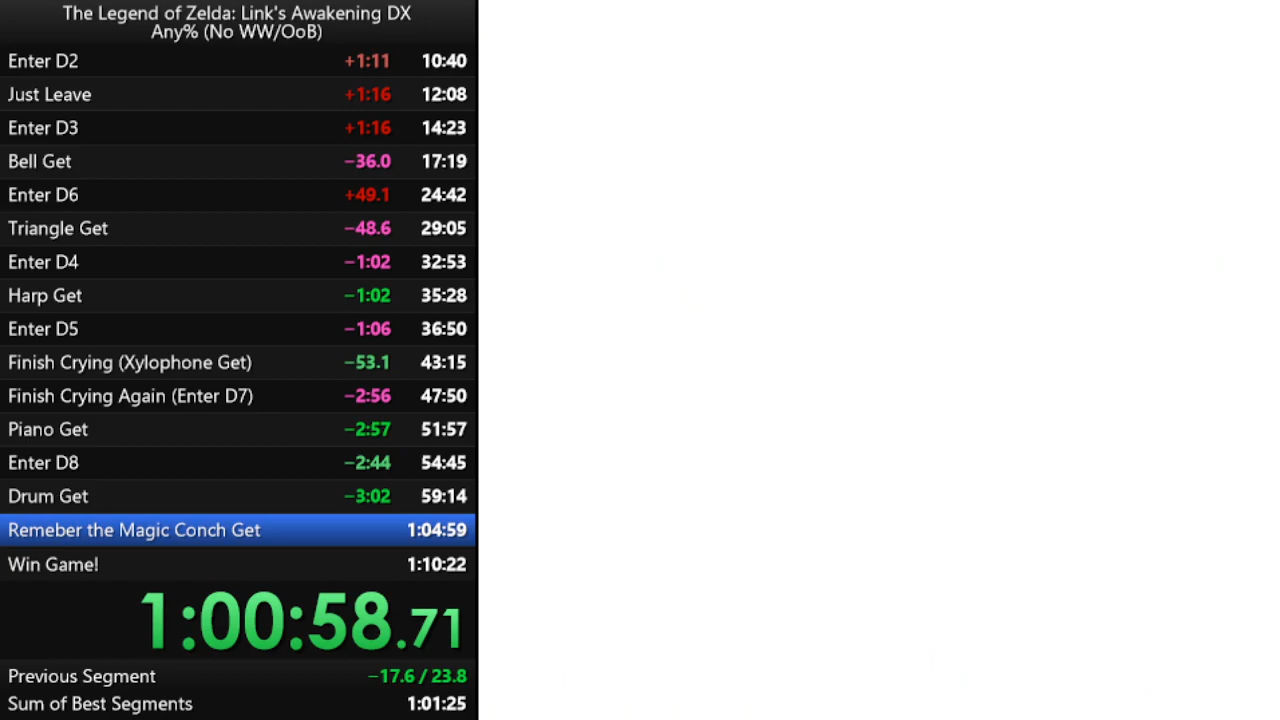 The Legend of Zelda: Link's Awakening DX
Any% (No WW/OoB)
Enter D2 +1:11 10:40
Just Leave +1:16 12:08
Enter D3 +1:16 14:23
Bell Get −36.0 17:19
Enter D6 +49.1 24:42
Triangle Get −48.6 29:05
Enter D4 −1:02 32:53
Harp Get −1:02 35:28
Enter D5 −1:06 36:50
Finish Crying (Xylophone Get) −53.1 43:15
Finish Crying Again (Enter D7) −2:56 47:50
Piano Get −2:57 51:57
Enter D8 −2:44 54:45
Drum Get −3:02 59:14
Remeber the Magic Conch Get 1:04:59
Win Game! 1:10:22
1:00:58.71
Previous Segment −17.6 / 23.8
Sum of Best Segments 1:01:25